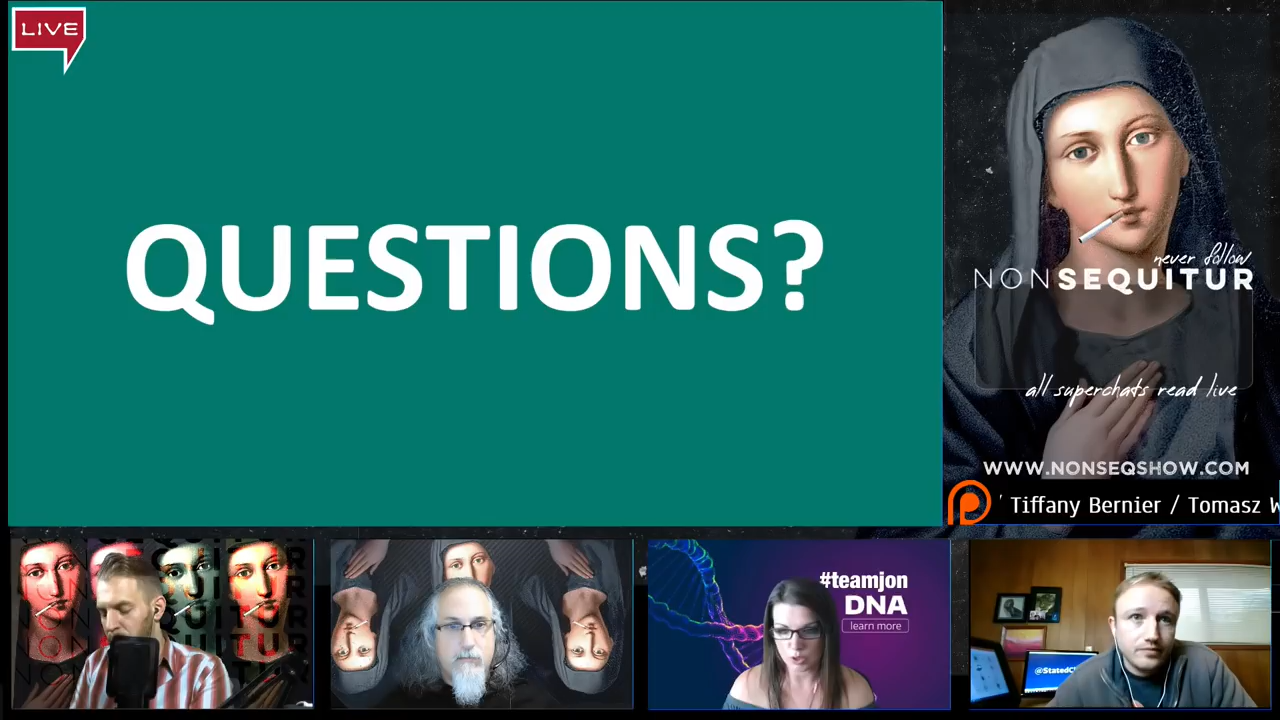 LIVE
QUESTIONS?
never follow
NONSEQUITUR
all superchats read live
WWW.NONSEQSHOW.COM
/ Tiffany Bernier / Tomasz W
#teamjon
DNA
learn more